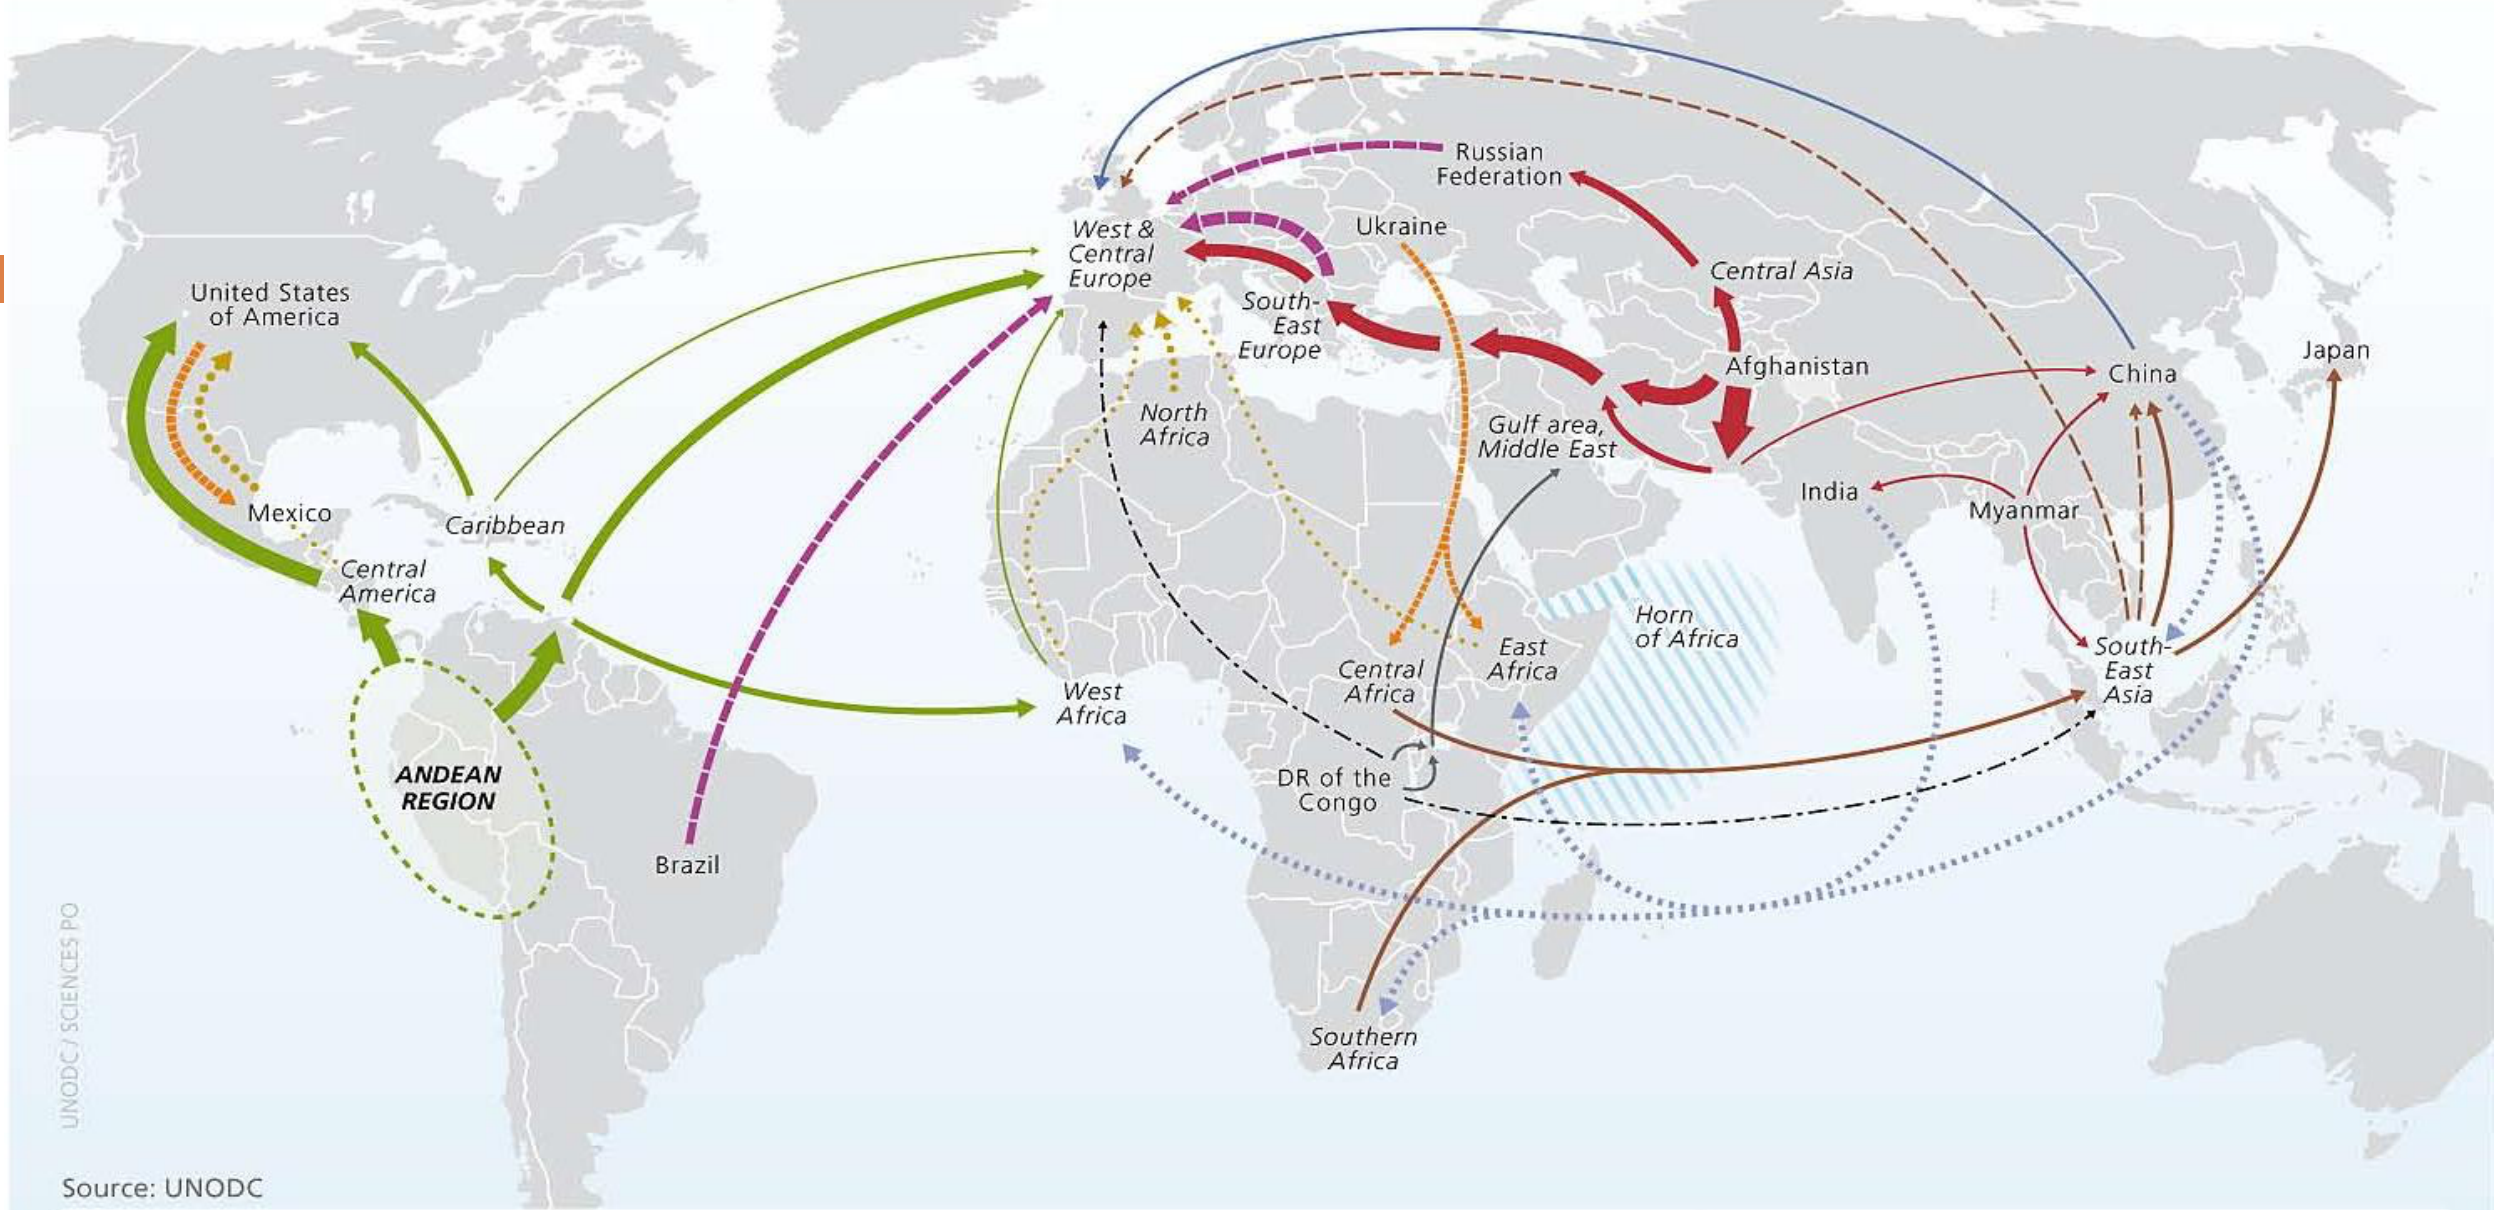 Russian
Federation
Ukraine
West &
Central
Europe
Central Asia
United States
of America
South-
East
Europe
Afghanistan
Japan
China
North
Africa
Gulf area,
Middle East
India
Myanmar
Mexico
Caribbean
Central
America
Horn
of Africa
East
Africa
Central
Africa
South-
East
Asia
West
Africa
ANDEAN
REGION
DR of the
Congo
Brazil
Southern
Africa
UNODC / SCIENCES PO
Source: UNODC